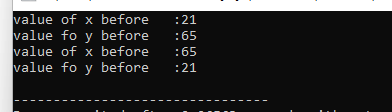 value of x before   :21
value fo y before   :65
value of x before   :65
value fo y before   :21
--------------------------------